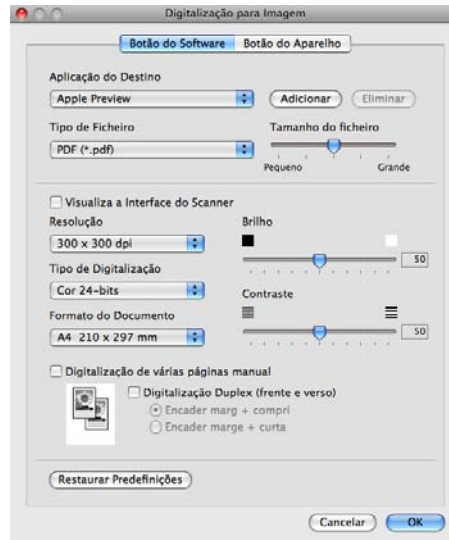 Digitalização para Imagem
Botão do Software Botão do Aparelho
Aplicação do Destino
Apple Preview Adicionar Eliminar
Tipo de Ficheiro Tamanho do ficheiro
PDF (*.pdf)
Pequeno Grande
Visualiza a Interface do Scanner
Resolução Brilho
300 x 300 dpi
50
Tipo de Digitalização
Cor 24-bits
Contraste
Formato do Documento
A4 210 x 297 mm
50
Digitalização de várias páginas manual
Digitalização Duplex (frente e verso)
Encader marg + compri
Encader marge + curta
Restaurar Predefinições
Cancelar OK